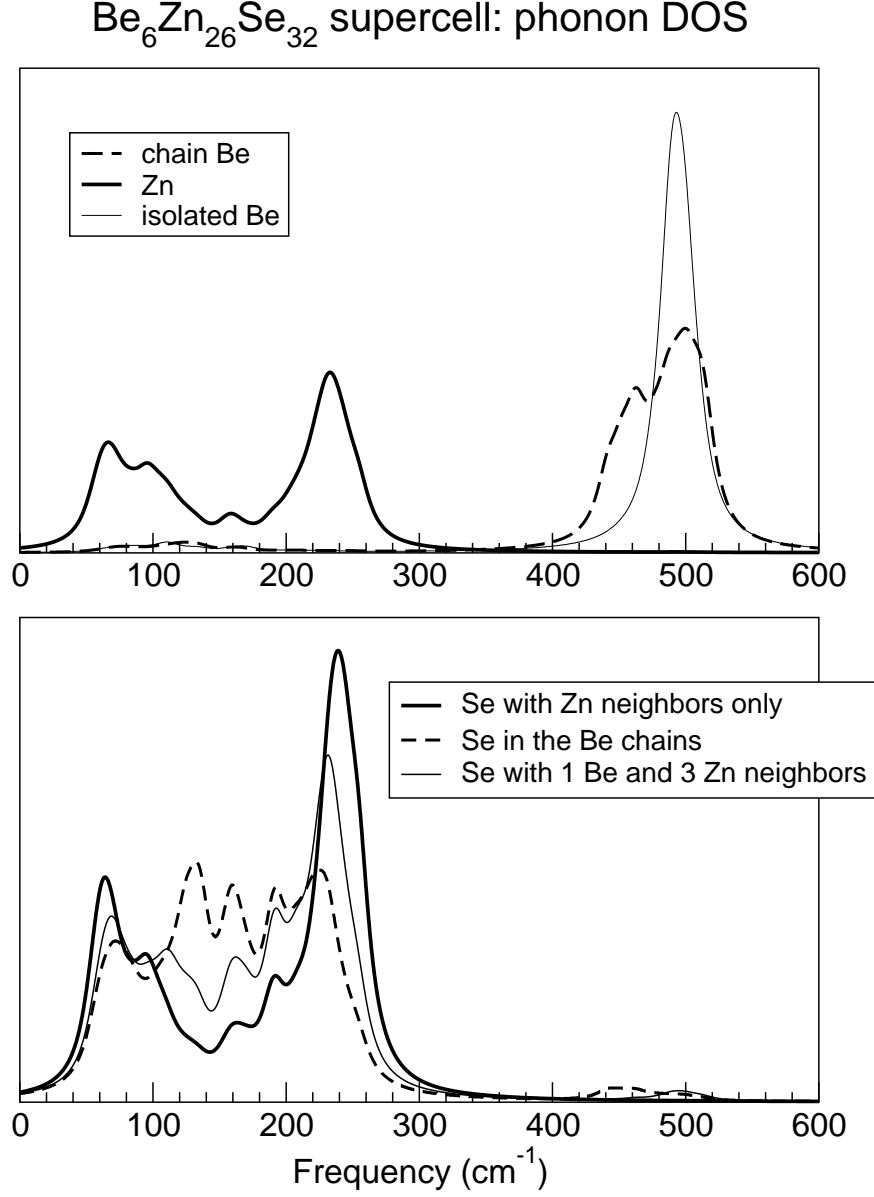 Be6Zn26Se32 supercell: phonon DOS
chain Be
Zn
isolated Be
0 100 200 300 400 500 600
Se with Zn neighbors only
Se in the Be chains
Se with 1 Be and 3 Zn neighbors
0 100 200 300 400 500 600
Frequency (cm-1)